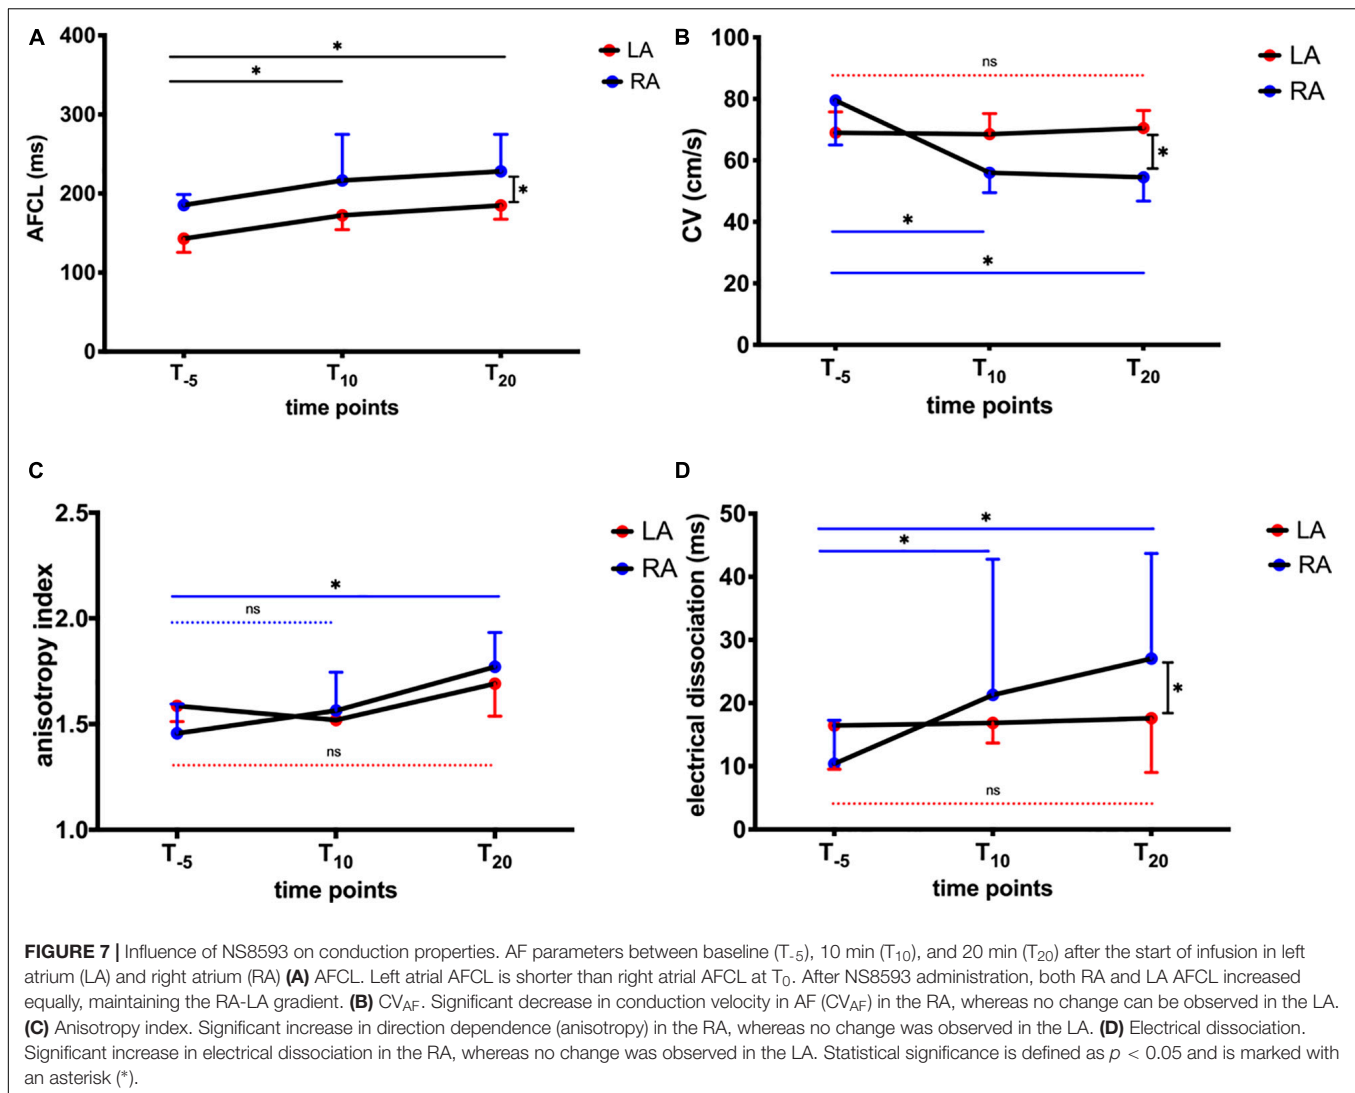 A
400
300
200
100
0
AFCL (ms)
*
*
*
LA
RA
T-5 T10 T20
time points
B
100
80
60
40
20
0
CV (cm/s)
ns
*
*
*
LA
RA
T-5 T10 T20
time points
C
2.5
2.0
1.5
1.0
anisotropy index
*
ns
ns
LA
RA
T-5 T10 T20
time points
D
50
40
30
20
10
0
electrical dissociation (ms)
*
*
*
ns
LA
RA
T-5 T10 T20
time points
FIGURE 7 | Influence of NS8593 on conduction properties. AF parameters between baseline (T-5), 10 min (T10), and 20 min (T20) after the start of infusion in left
atrium (LA) and right atrium (RA) (A) AFCL. Left atrial AFCL is shorter than right atrial AFCL at T0. After NS8593 administration, both RA and LA AFCL increased
equally, maintaining the RA-LA gradient. (B) CVAF. Significant decrease in conduction velocity in AF (CVAF) in the RA, whereas no change can be observed in the LA.
(C) Anisotropy index. Significant increase in direction dependence (anisotropy) in the RA, whereas no change was observed in the LA. (D) Electrical dissociation.
Significant increase in electrical dissociation in the RA, whereas no change was observed in the LA. Statistical significance is defined as p < 0.05 and is marked with
an asterisk (*).